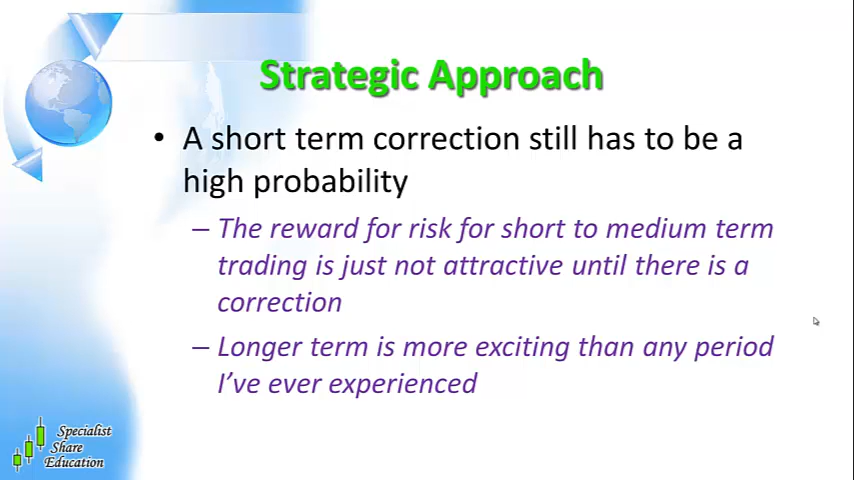 Strategic Approach
• A short term correction still has to be a
high probability
– The reward for risk for short to medium term
trading is just not attractive until there is a
correction
– Longer term is more exciting than any period
I’ve ever experienced
Specialist
Share
Education